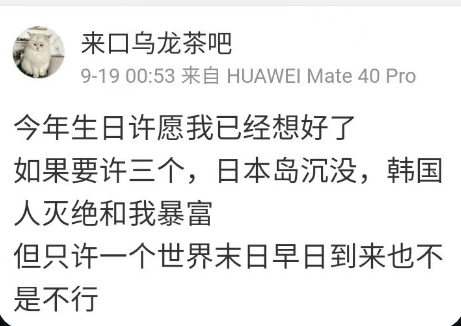 来口乌龙茶吧
9-19 00:53 来自 HUAWEI Mate 40 Pro
今年生日许愿我已经想好了
如果要许三个，日本岛沉没，韩国
人灭绝和我暴富
但只许一个世界末日早日到来也不
是不行